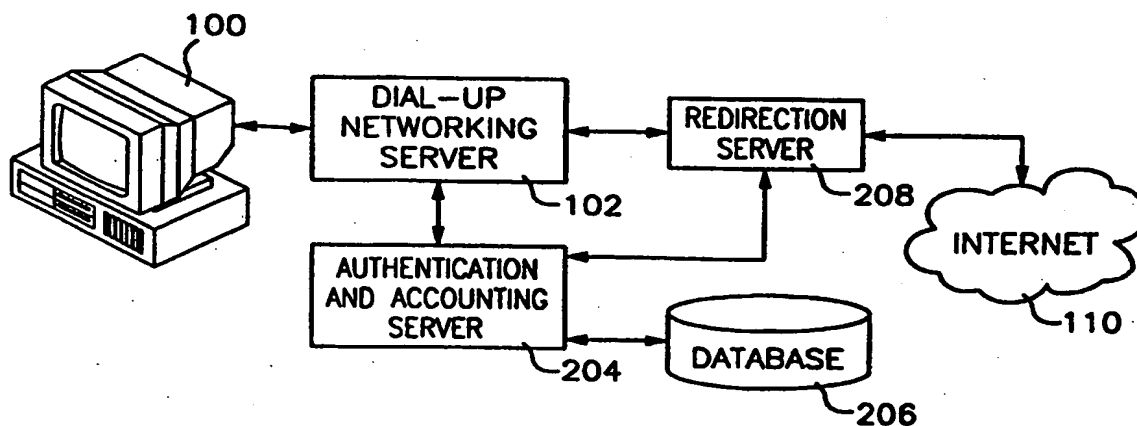 100
DIAL-UP
NETWORKING
SERVER
102
REDIRECTION
SERVER
208
INTERNET
110
AUTHENTICATION
AND ACCOUNTING
SERVER
204
DATABASE
206